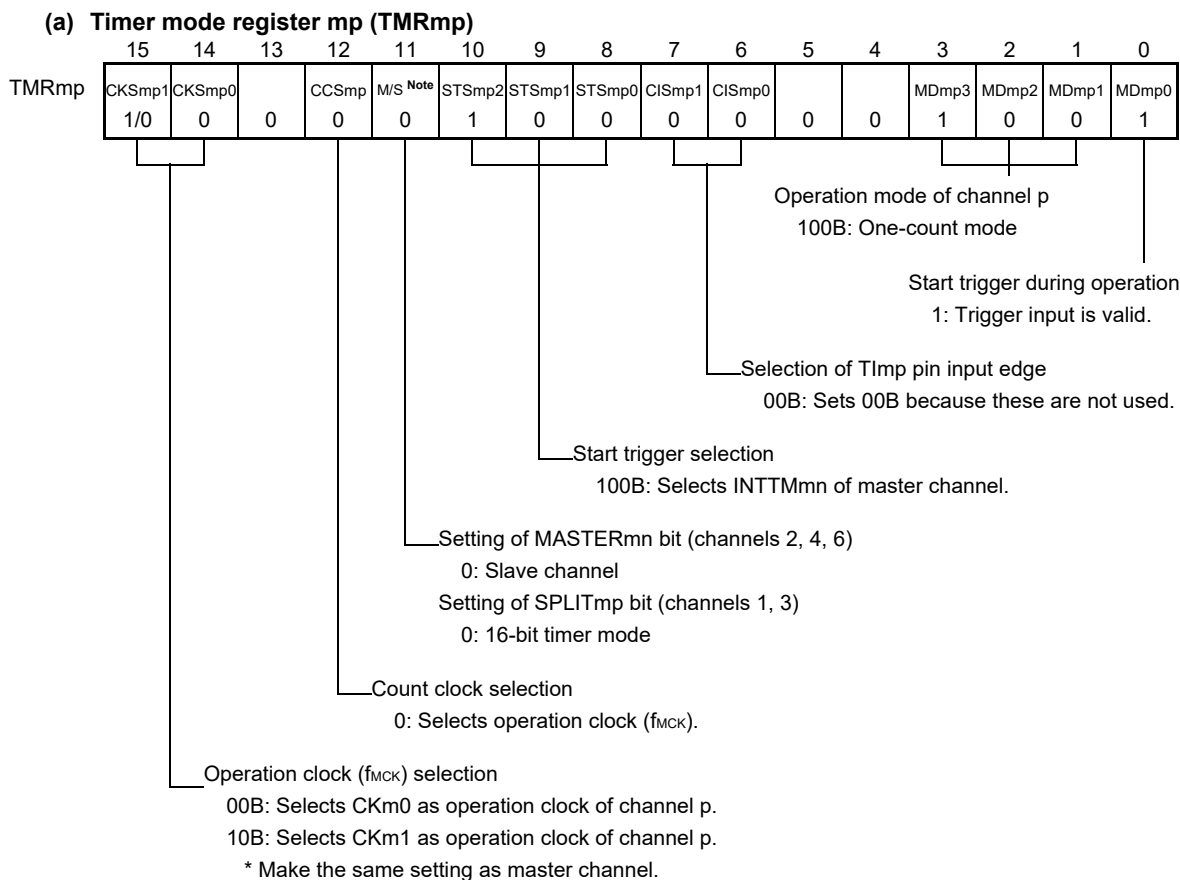 (a) Timer mode register mp (TMRmp)
15 14 13 12 11 10 9 8 7 6 5 4 3 2 1 0
TMRmp CKSmp1 CKSmp0 CCSmp M/S Note STSmp2 STSmp1 STSmp0 CISmp1 CISmp0 MDmp3 MDmp2 MDmp1 MDmp0
1/0 0 0 0 0 1 0 0 0 0 0 0 1 0 0 1
Operation mode of channel p
100B: One-count mode
Start trigger during operation
1: Trigger input is valid.
Selection of TImp pin input edge
00B: Sets 00B because these are not used.
Start trigger selection
100B: Selects INTTMmn of master channel.
Setting of MASTERmn bit (channels 2, 4, 6)
0: Slave channel
Setting of SPLITmp bit (channels 1, 3)
0: 16-bit timer mode
Count clock selection
0: Selects operation clock (fMCK).
Operation clock (fMCK) selection
00B: Selects CKm0 as operation clock of channel p.
10B: Selects CKm1 as operation clock of channel p.
* Make the same setting as master channel.